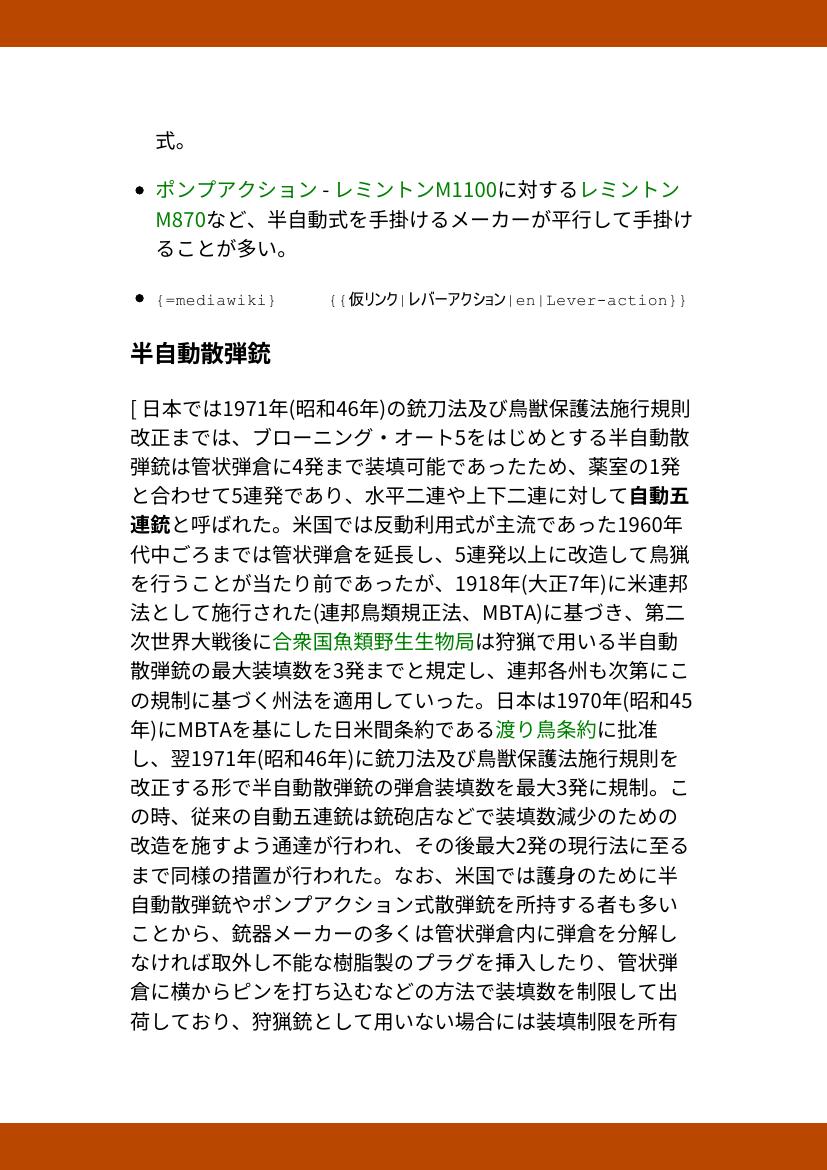 式。
● ポンプアクション - レミントンM1100に対するレミントン
M870など、半自動式を手掛けるメーカーが平行して手掛け
ることが多い。
● {=mediawiki} {{仮リンク|レバーアクション|en|Lever-action}}
半自動散弾銃
[ 日本では1971年(昭和46年)の銃刀法及び鳥獣保護法施行規則
改正までは、ブローニング・オート5をはじめとする半自動散
弾銃は管状弾倉に4発まで装填可能であったため、薬室の1発
と合わせて5連発であり、水平二連や上下二連に対して自動五
連銃と呼ばれた。米国では反動利用式が主流であった1960年
代中ごろまでは管状弾倉を延長し、5連発以上に改造して鳥猟
を行うことが当たり前であったが、1918年(大正7年)に米連邦
法として施行された(連邦鳥類規正法、MBTA)に基づき、第二
次世界大戦後に合衆国魚類野生生物局は狩猟で用いる半自動
散弾銃の最大装填数を3発までと規定し、連邦各州も次第にこ
の規制に基づく州法を適用していった。日本は1970年(昭和45
年)にMBTAを基にした日米間条約である渡り鳥条約に批准
し、翌1971年(昭和46年)に銃刀法及び鳥獣保護法施行規則を
改正する形で半自動散弾銃の弾倉装填数を最大3発に規制。こ
の時、従来の自動五連銃は銃砲店などで装填数減少のための
改造を施すよう通達が行われ、その後最大2発の現行法に至る
まで同様の措置が行われた。なお、米国では護身のために半
自動散弾銃やポンプアクション式散弾銃を所持する者も多い
ことから、銃器メーカーの多くは管状弾倉内に弾倉を分解し
なければ取外し不能な樹脂製のプラグを挿入したり、管状弾
倉に横からピンを打ち込むなどの方法で装填数を制限して出
荷しており、狩猟銃として用いない場合には装填制限を所有